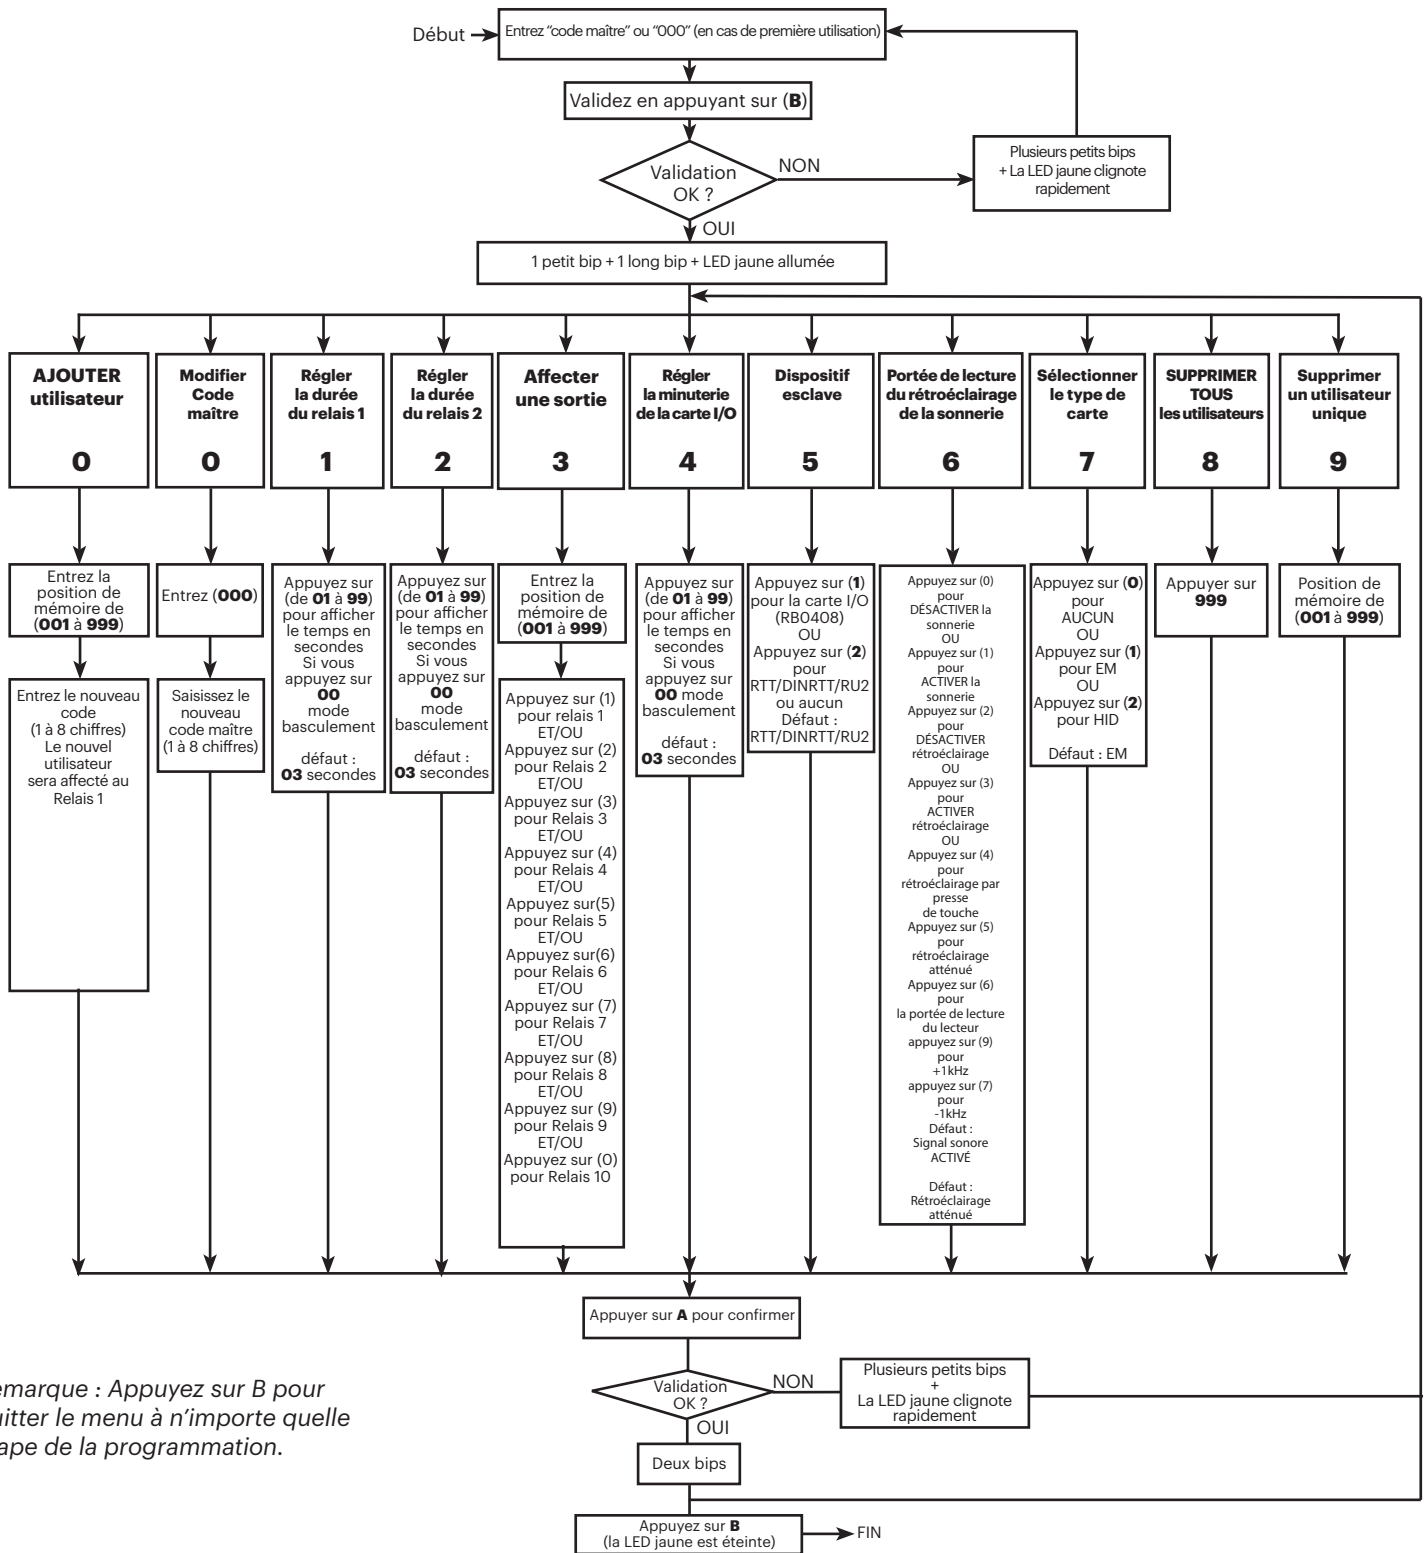 Début
Entrez “code maître” ou “000” (en cas de première utilisation)
Validez en appuyant sur (B)
Validation
OK ?
NON
Plusieurs petits bips
+ La LED jaune clignote
rapidement
OUI
1 petit bip + 1 long bip + LED jaune allumée
AJOUTER
utilisateur
0
Modifier
Code
maître
0
Régler
la durée
du relais 1
1
Régler
la durée
du relais 2
2
Affecter
une sortie
3
Régler
la minuterie
de la carte I/O
4
Dispositif
esclave
5
Portée de lecture
du rétroéclairage
de la sonnerie
6
Sélectionner
le type de
carte
7
SUPPRIMER
TOUS
les utilisateurs
8
Supprimer
un utilisateur
unique
9
Entrez la
position de
mémoire de
(001 à 999)
Entrez le nouveau
code
(1 à 8 chiffres)
Le nouvel
utilisateur
sera affecté au
Relais 1
Entrez (000)
Saisissez le
nouveau
code maître
(1 à 8 chiffres)
Appuyez sur
(de 01 à 99)
pour afficher
le temps en
secondes
Si vous
appuyez sur
00
mode
basculement
défaut :
03 secondes
Appuyez sur
(de 01 à 99)
pour afficher
le temps en
secondes
Si vous
appuyez sur
00
mode
basculement
défaut :
03 secondes
Entrez la
position de
mémoire de
(001 à 999)
Appuyez sur (1)
pour relais 1
ET/OU
Appuyez sur (2)
pour Relais 2
ET/OU
Appuyez sur (3)
pour Relais 3
ET/OU
Appuyez sur (4)
pour Relais 4
ET/OU
Appuyez sur(5)
pour Relais 5
ET/OU
Appuyez sur(6)
pour Relais 6
ET/OU
Appuyez sur (7)
pour Relais 7
ET/OU
Appuyez sur (8)
pour Relais 8
ET/OU
Appuyez sur (9)
pour Relais 9
ET/OU
Appuyez sur (0)
pour Relais 10
Appuyez sur
(de 01 à 99)
pour afficher
le temps en
secondes
Si vous
appuyez sur
00 mode
basculement
défaut :
03 secondes
Appuyez sur (1)
pour la carte I/O
(RB0408)
OU
Appuyez sur (2)
pour
RTT/DINRTT/RU2
ou aucun
Défaut :
RTT/DINRTT/RU2
Appuyez sur (0)
pour
DÉSACTIVER la
sonnerie
OU
Appuyez sur (1)
pour
ACTIVER la
sonnerie
Appuyez sur (2)
pour
DÉSACTIVER
rétroéclairage
OU
Appuyez sur (3)
pour
ACTIVER
rétroéclairage
OU
Appuyez sur (4)
pour
rétroéclairage par
presse
de touche
Appuyez sur (5)
pour
rétroéclairage
atténué
Appuyez sur (6)
pour
la portée de lecture
du lecteur
appuyez sur (9)
pour
+1kHz
appuyez sur (7)
pour
-1kHz
Défaut :
Signal sonore
ACTIVÉ
Défaut :
Rétroéclairage
atténué
Appuyez sur (0)
pour
AUCUN
OU
Appuyez sur (1)
pour EM
OU
Appuyez sur (2)
pour HID
Défaut : EM
Appuyer sur
999
Position de
mémoire de
(001 à 999)
Appuyer sur A pour confirmer
Validation
OK ?
NON
Plusieurs petits bips
+
La LED jaune clignote
rapidement
OUI
Deux bips
Appuyez sur B
(la LED jaune est éteinte)
FIN
emarque : Appuyez sur B pour
uitter le menu à n’importe quelle
ape de la programmation.